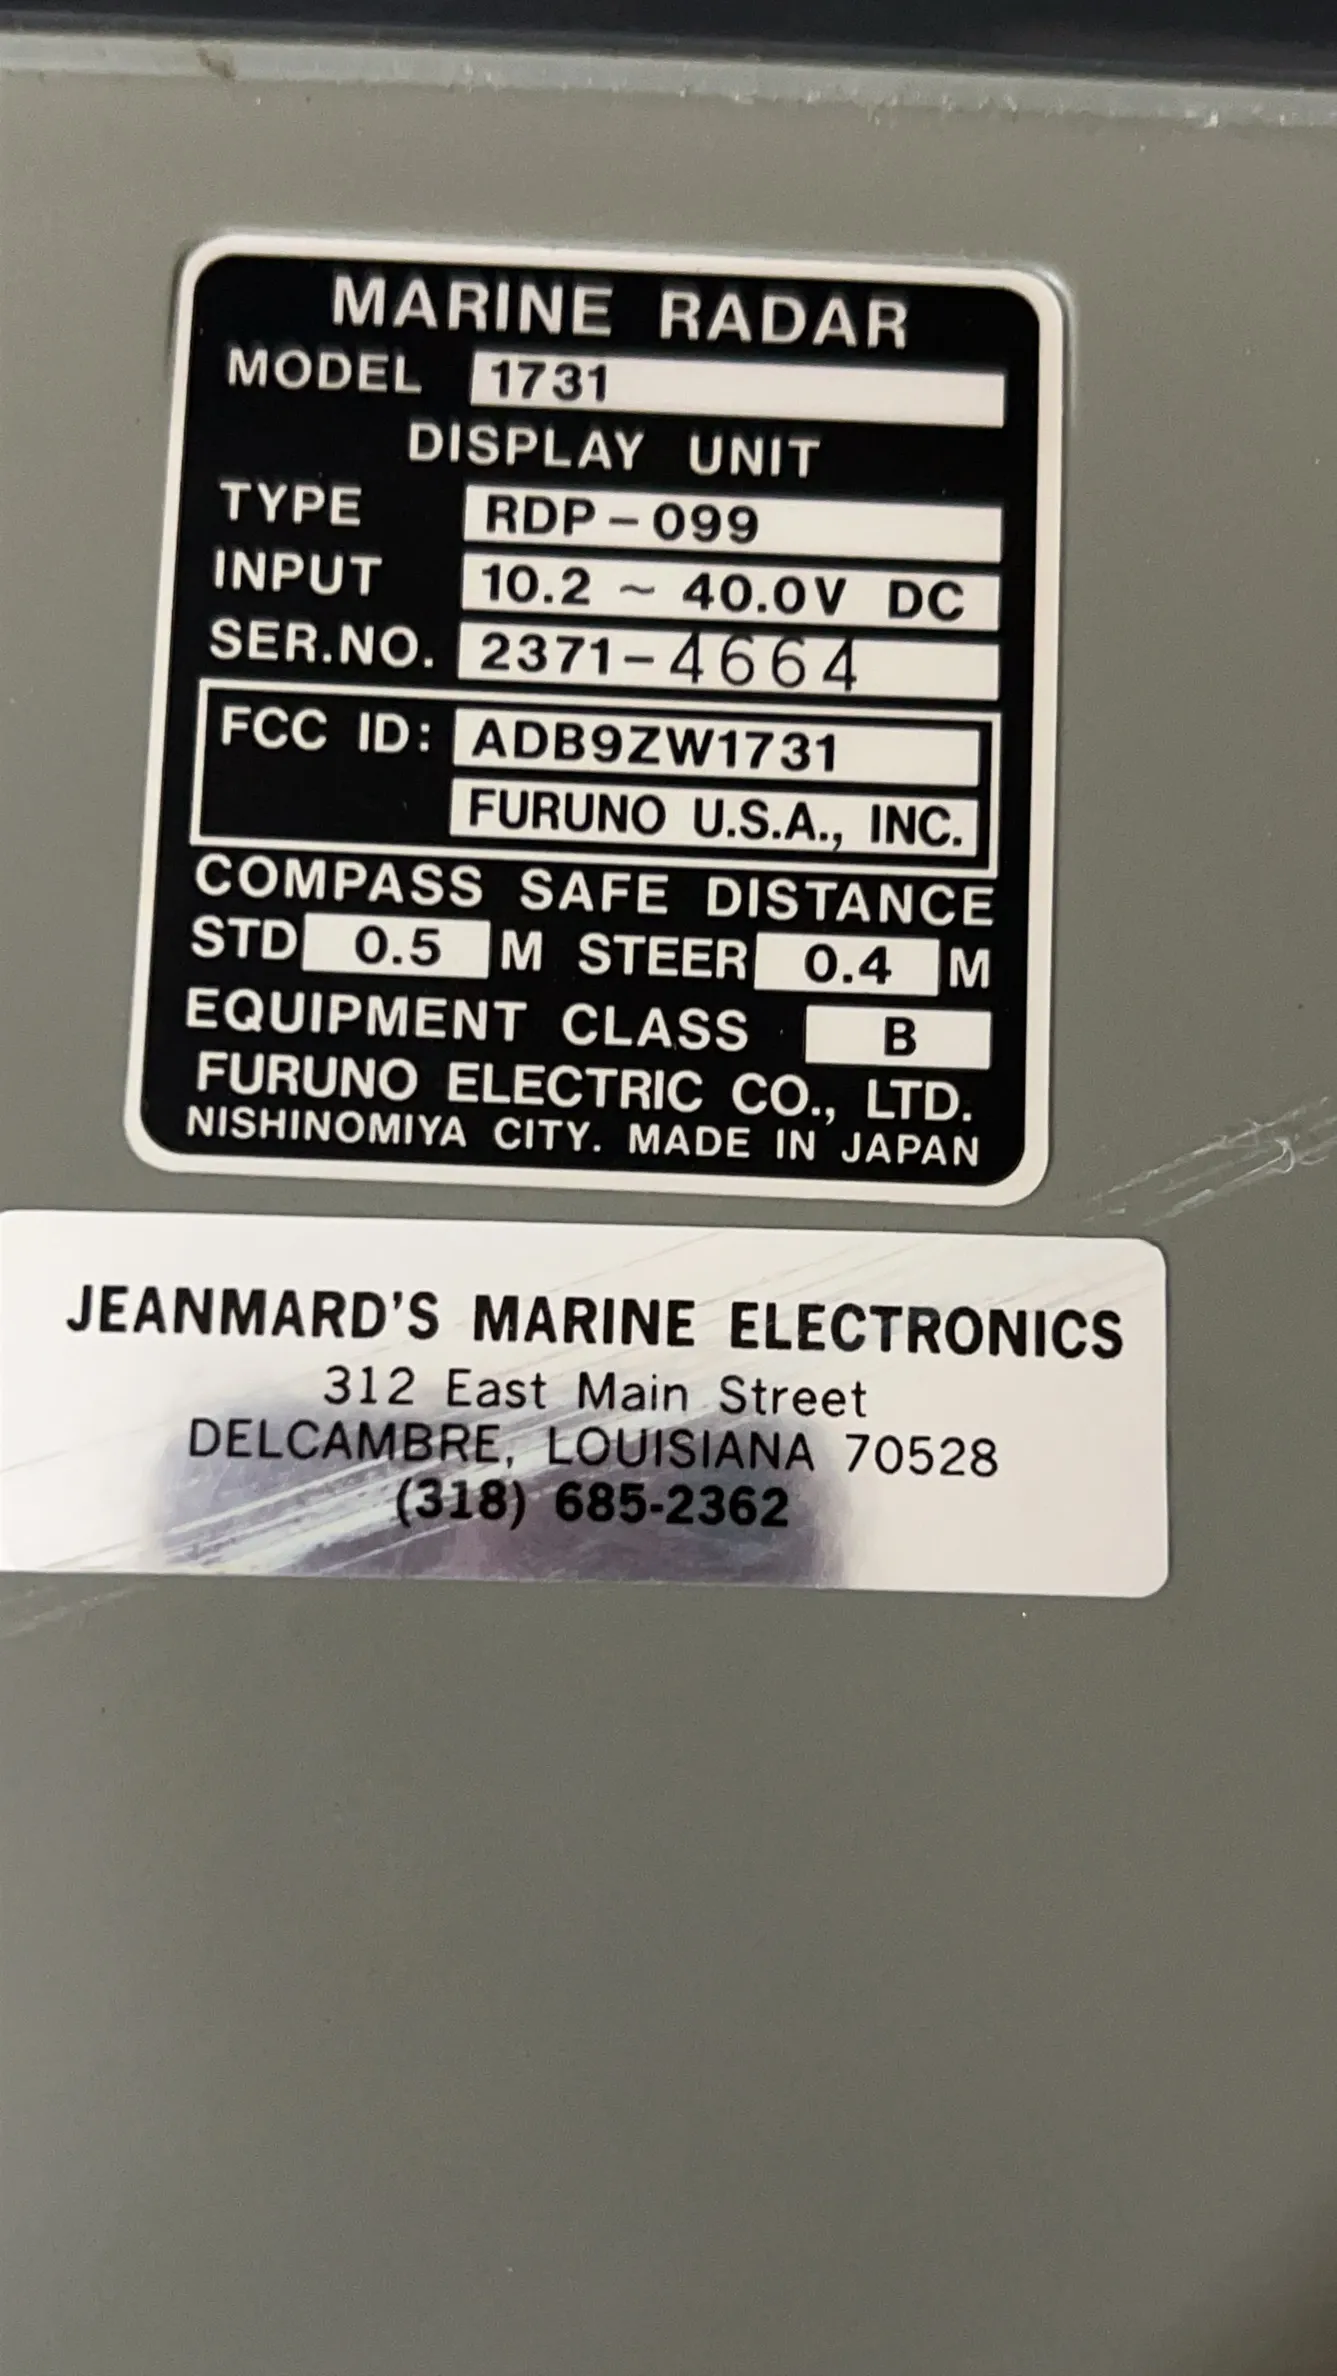 MARINE RADAR
MODEL 1731
DISPLAY UNIT
TYPE RDP-099
INPUT 10.2 ~ 40.0V DC
SER.NO. 2371-4664
FCC ID: ADB9ZW1731
FURUNO U.S.A., INC.
COMPASS SAFE DISTANCE
STD 0.5 M STEER 0.4 M
EQUIPMENT CLASS B
FURUNO ELECTRIC CO., LTD.
NISHINOMIYA CITY. MADE IN JAPAN
JEANMARD'S MARINE ELECTRONICS
312 East Main Street
DELCAMBRE, LOUISIANA 70528
(318) 685-2362